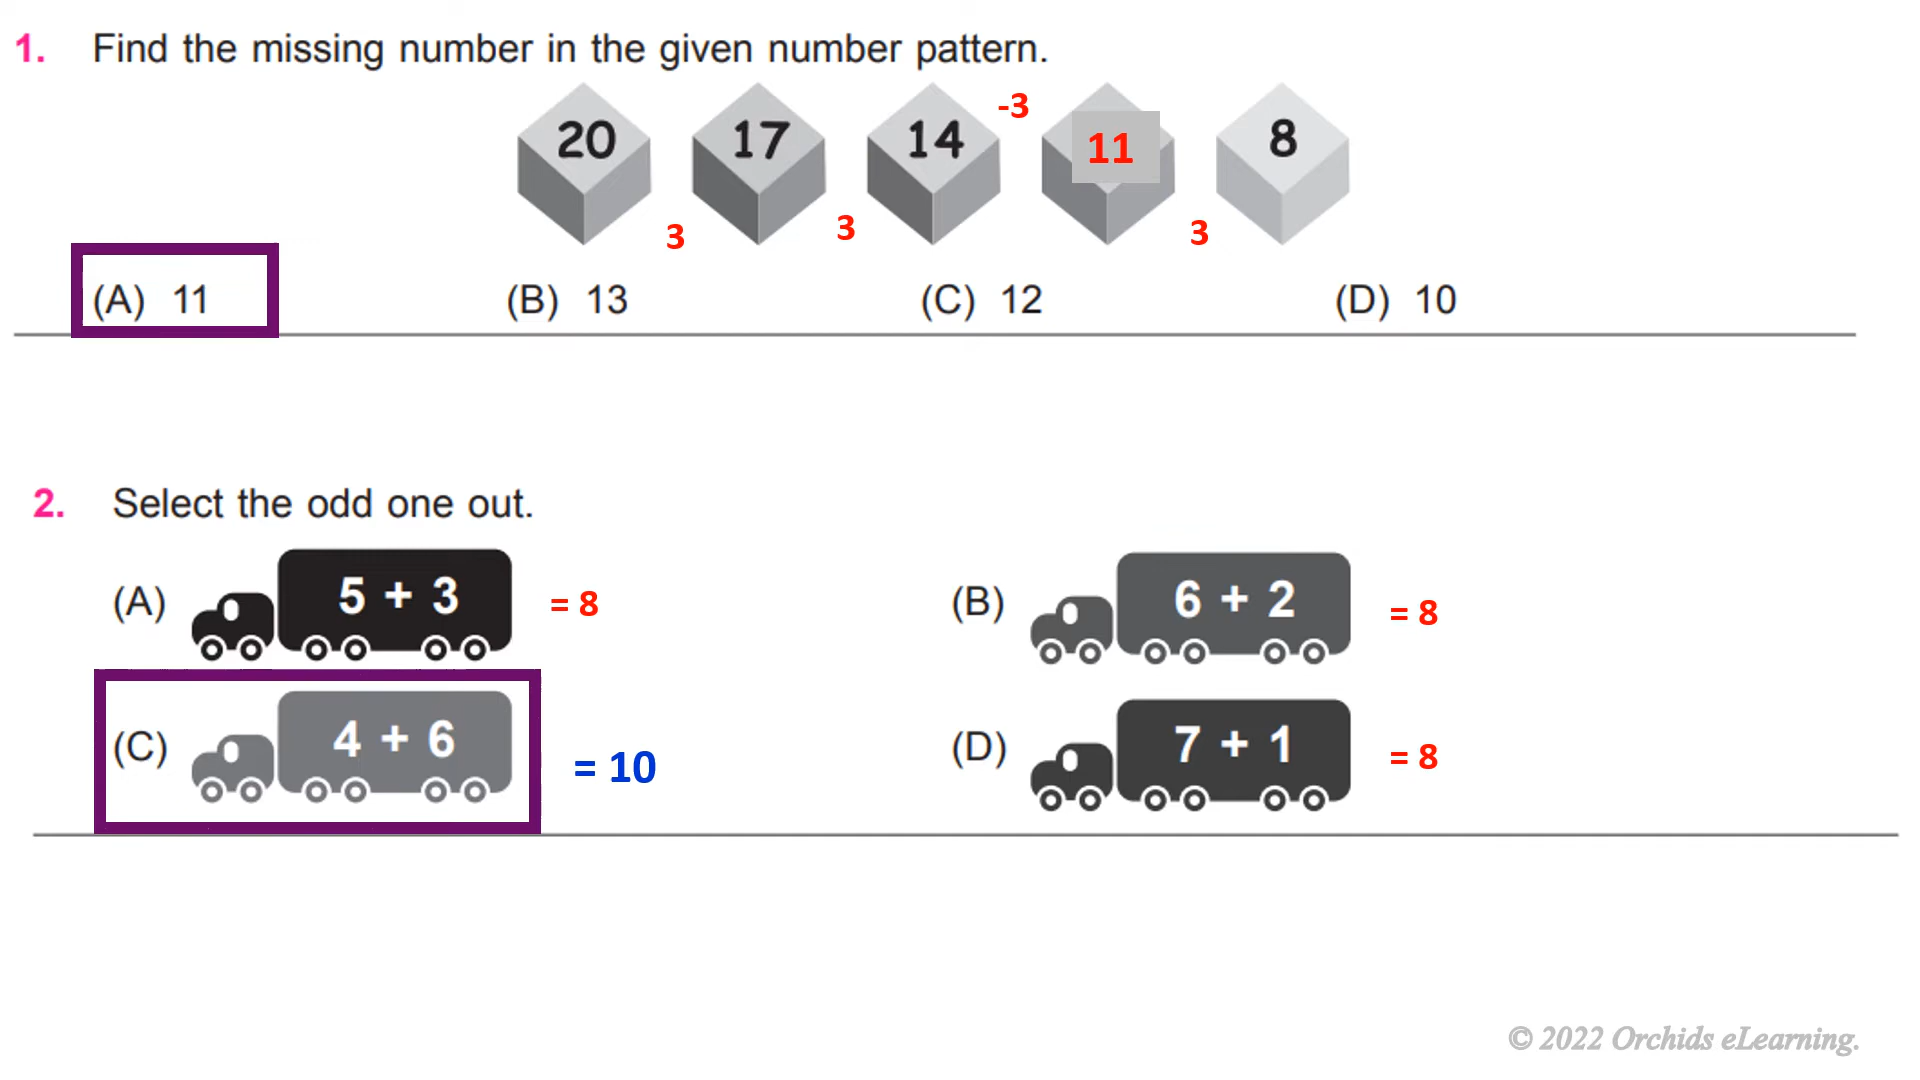 1. Find the missing number in the given number pattern.
20 17 14 -3 11 8
3 3 3
(A) 11 (B) 13 (C) 12 (D) 10
2. Select the odd one out.
(A) 5 + 3 = 8 (B) 6 + 2 = 8
(C) 4 + 6 = 10 (D) 7 + 1 = 8
© 2022 Orchids eLearning.